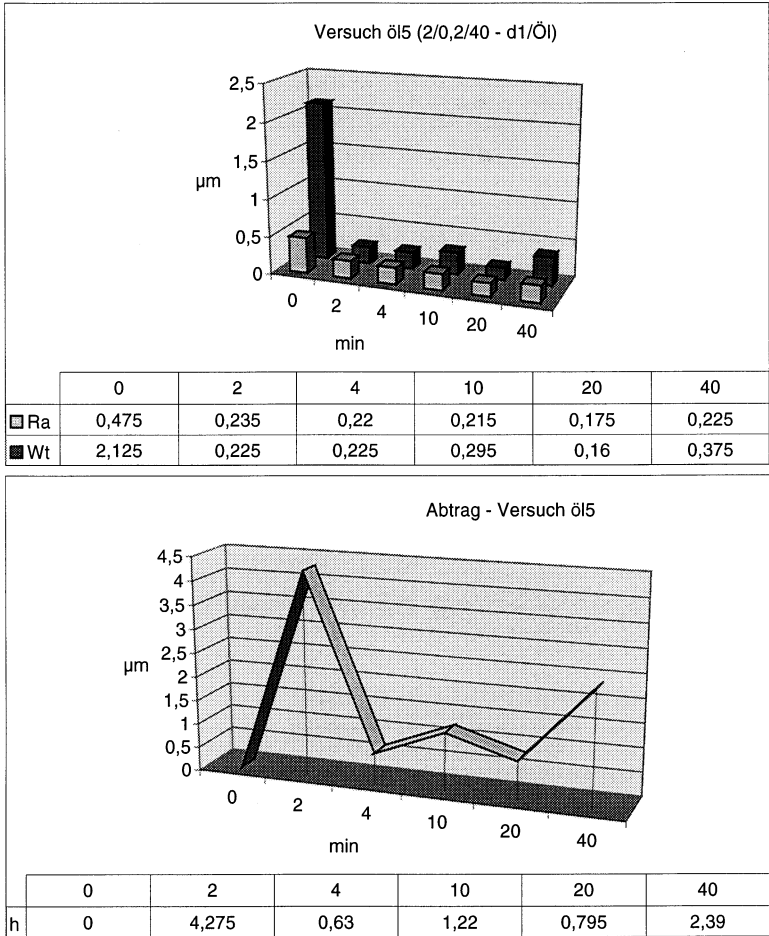 Versuch öl5 (2/0,2/40 - d1/Öl)
2,5
2
1,5
µm
1
0,5
0
0 2 4 10 20 40
min
0 2 4 10 20 40
Ra 0,475 0,235 0,22 0,215 0,175 0,225
Wt 2,125 0,225 0,225 0,295 0,16 0,375
Abtrag - Versuch öl5
4,5
4
3,5
3
µm 2,5
2
1,5
1
0,5
0
0 2 4 10 20 40
min
0 2 4 10 20 40
h 0 4,275 0,63 1,22 0,795 2,39